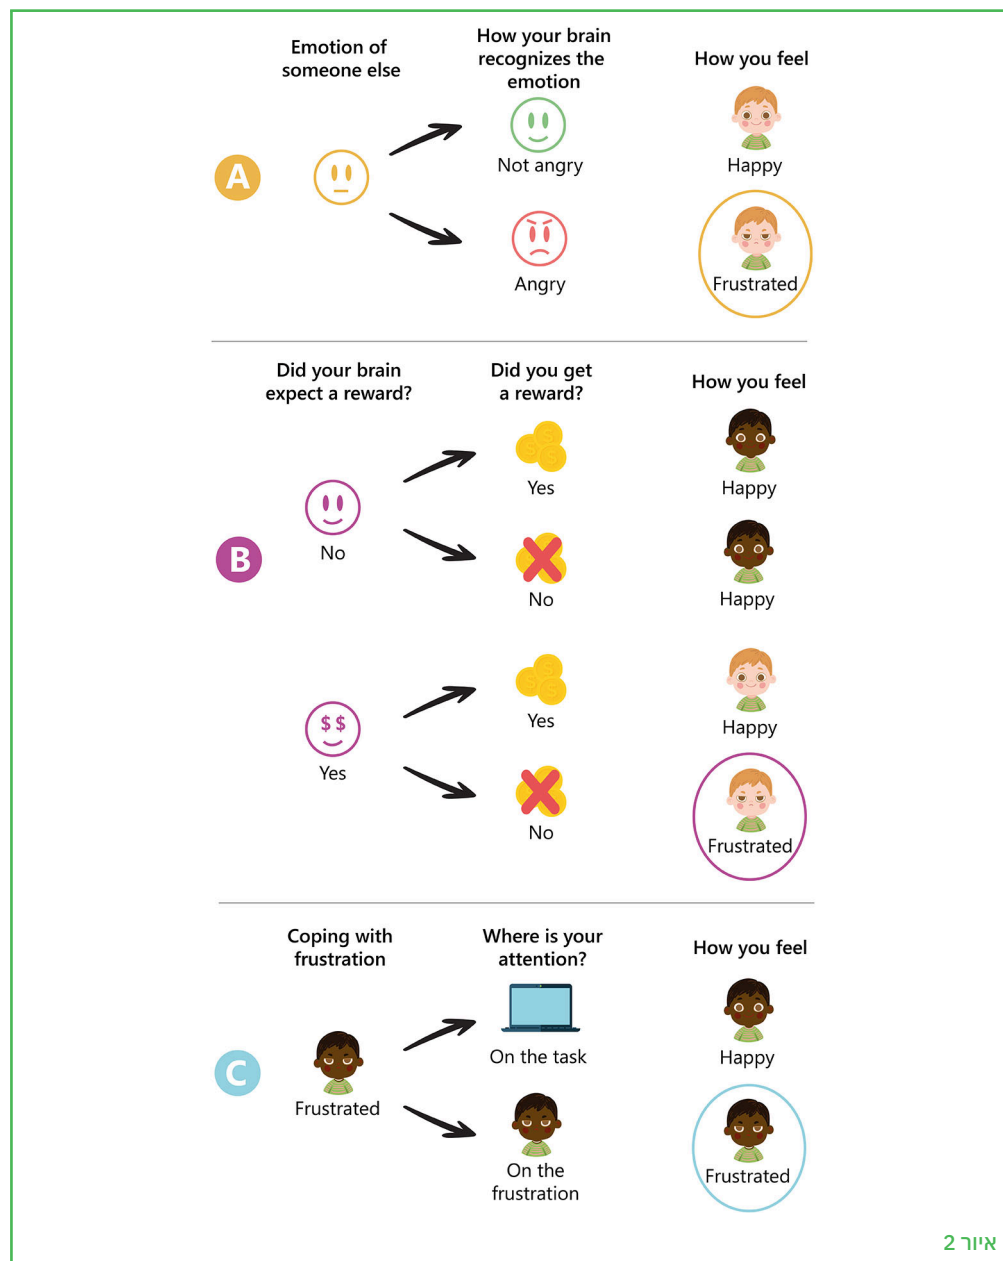 Emotion of
someone else
How your brain
recognizes the
emotion
How you feel
A
Not angry
Happy
Angry
Frustrated
Did your brain
expect a reward?
Did you get
a reward?
How you feel
B
No
Yes
Happy
No
Happy
$ $
Yes
Yes
Happy
No
Frustrated
Coping with
frustration
Where is your
attention?
How you feel
C
Frustrated
On the task
Happy
On the
frustration
Frustrated
איור 2